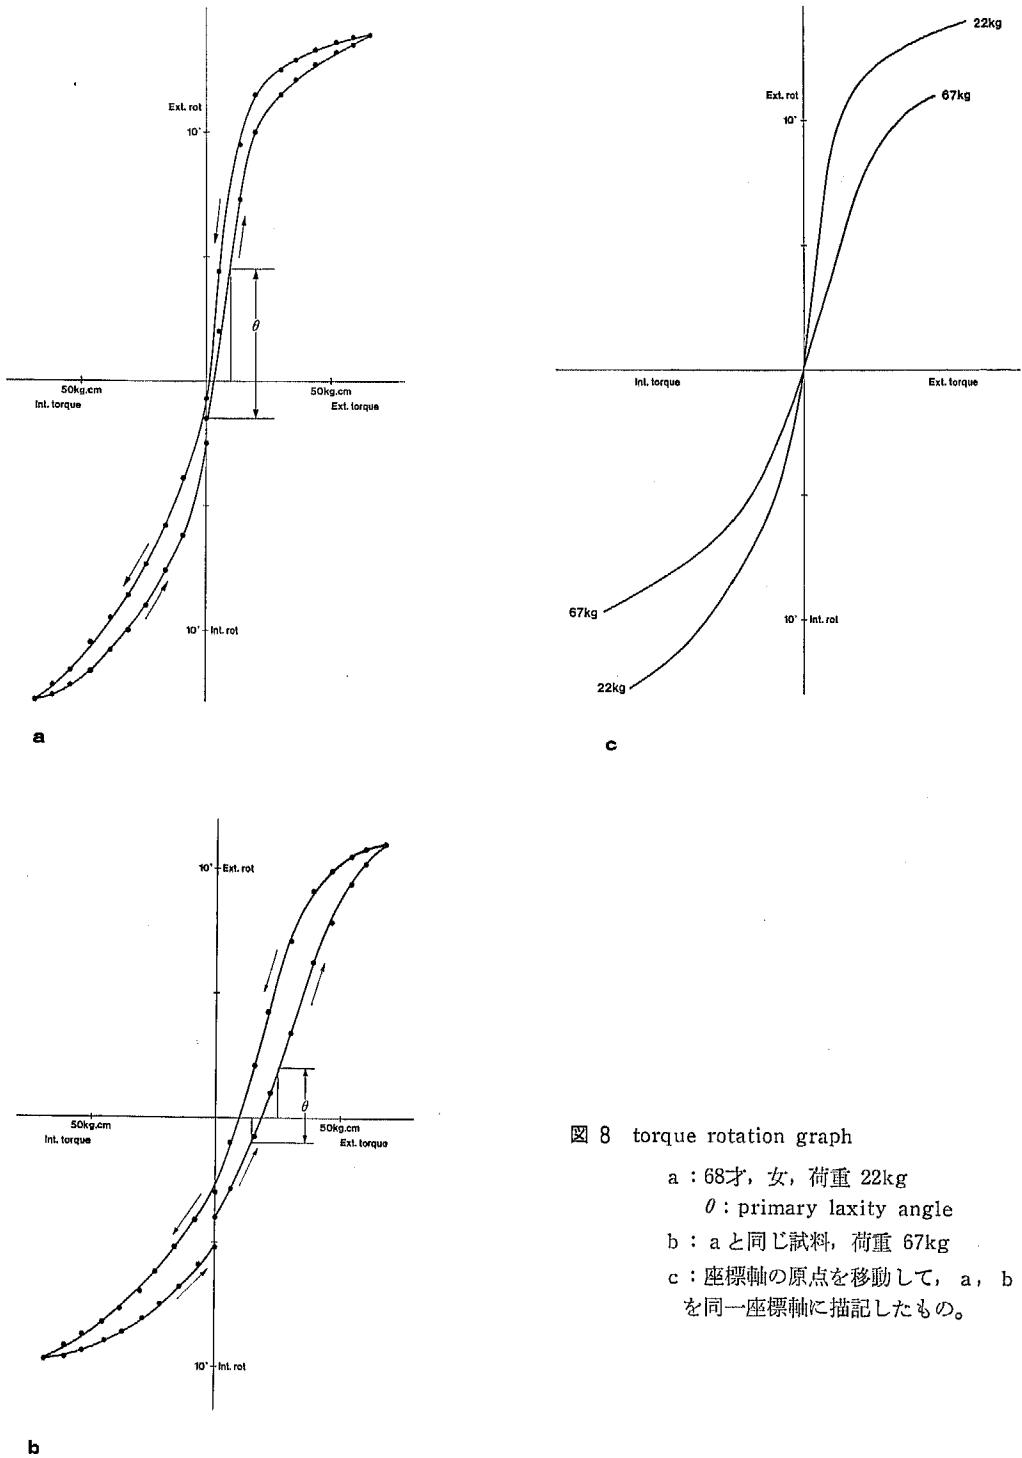 Ext. rot
10°
θ
50kg.cm
Int. torque
50kg.cm
Ext. torque
10°
Int. rot
a
22kg
67kg
Ext. rot
10°
Int. torque
Ext. torque
67kg
10°
Int. rot
22kg
c
10°
Ext. rot
θ
50kg.cm
Int. torque
50kg.cm
Ext. torque
10°
Int. rot
b
図 8 torque rotation graph
a：68才，女，荷重 22kg
θ：primary laxity angle
b：aと同じ試料，荷重 67kg
c：座標軸の原点を移動して，a，b
を同一座標軸に描記したもの。